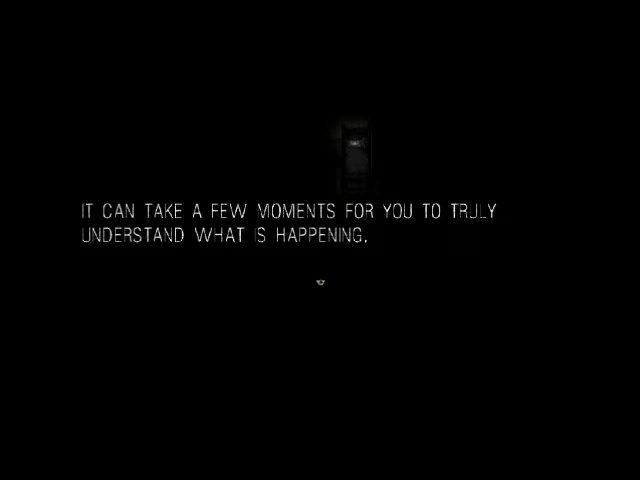 IT CAN TAKE A FEW MOMENTS FOR YOU TO TRULY
UNDERSTAND WHAT IS HAPPENING.